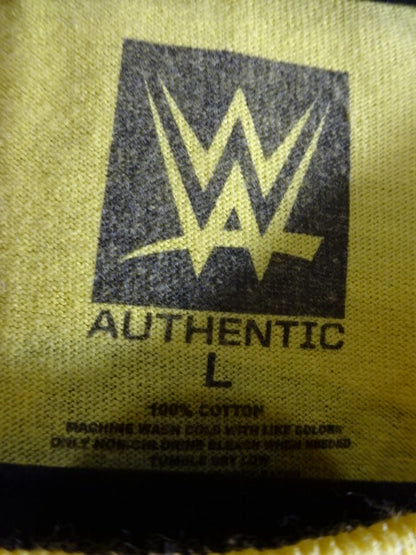 W
AUTHENTIC
L
100% COTTON
MACHINE WASH COLD WITH LIKE COLORS
ONLY NON-CHLORINE BLEACH WHEN NEEDED
TUMBLE DRY LOW